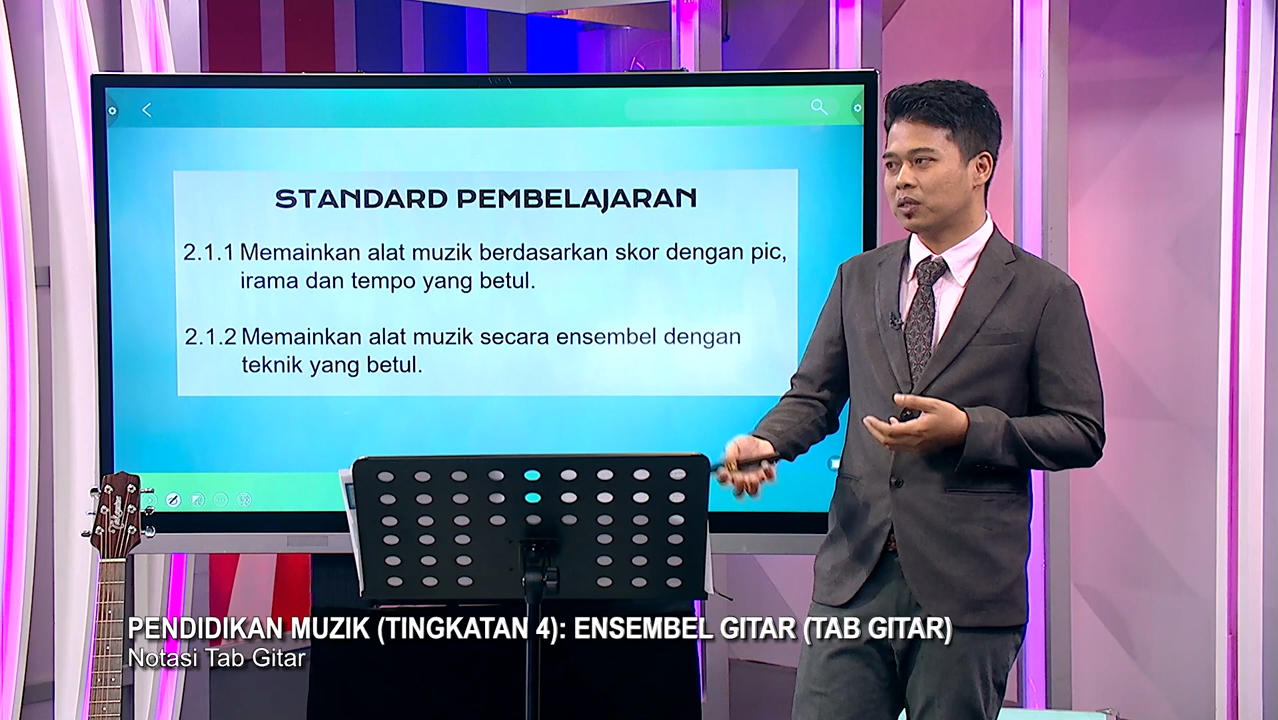 STANDARD PEMBELAJARAN
2.1.1 Memainkan alat muzik berdasarkan skor dengan pic,
irama dan tempo yang betul.
2.1.2 Memainkan alat muzik secara ensembel dengan
teknik yang betul.
PENDIDIKAN MUZIK (TINGKATAN 4): ENSEMBEL GITAR (TAB GITAR)
Notasi Tab Gitar